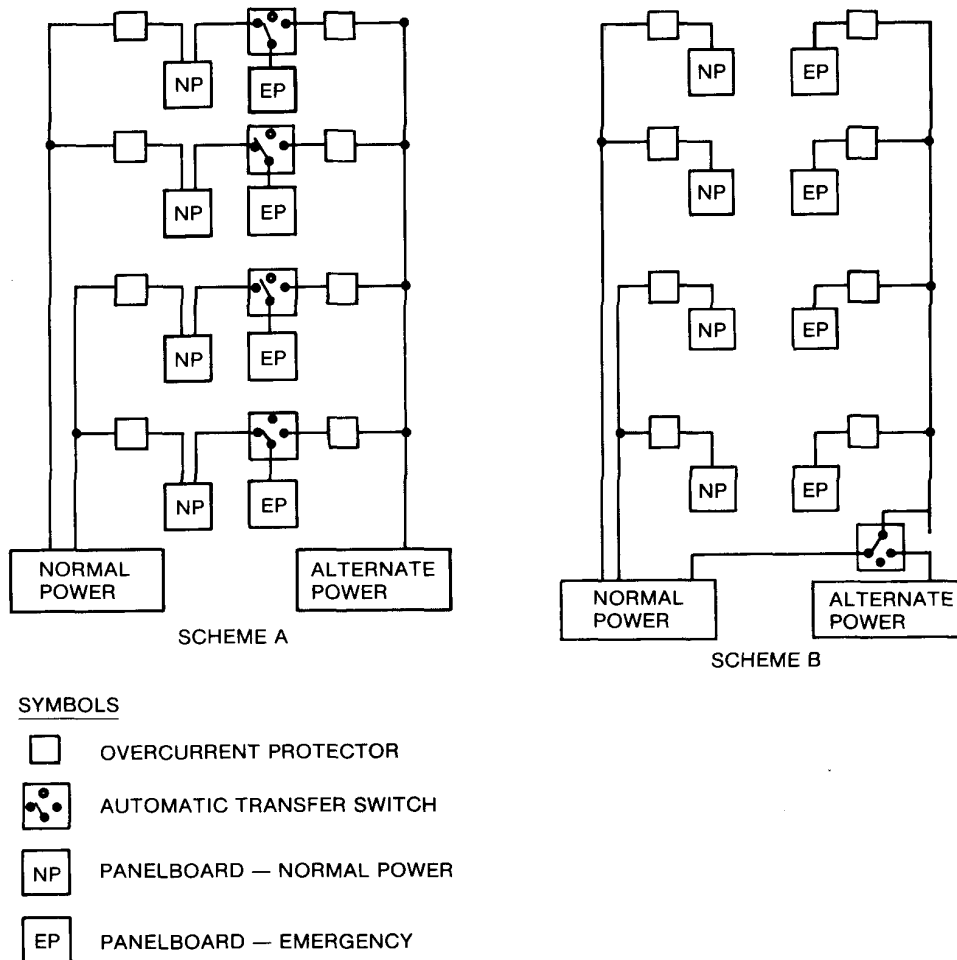 NP
EP
NP
EP
NP
EP
NP
EP
NORMAL
POWER
ALTERNATE
POWER
SCHEME A
NP
EP
NP
EP
NP
EP
NP
EP
NORMAL
POWER
ALTERNATE
POWER
SCHEME B
SYMBOLS
OVERCURRENT PROTECTOR
AUTOMATIC TRANSFER SWITCH
NP PANELBOARD — NORMAL POWER
EP PANELBOARD — EMERGENCY